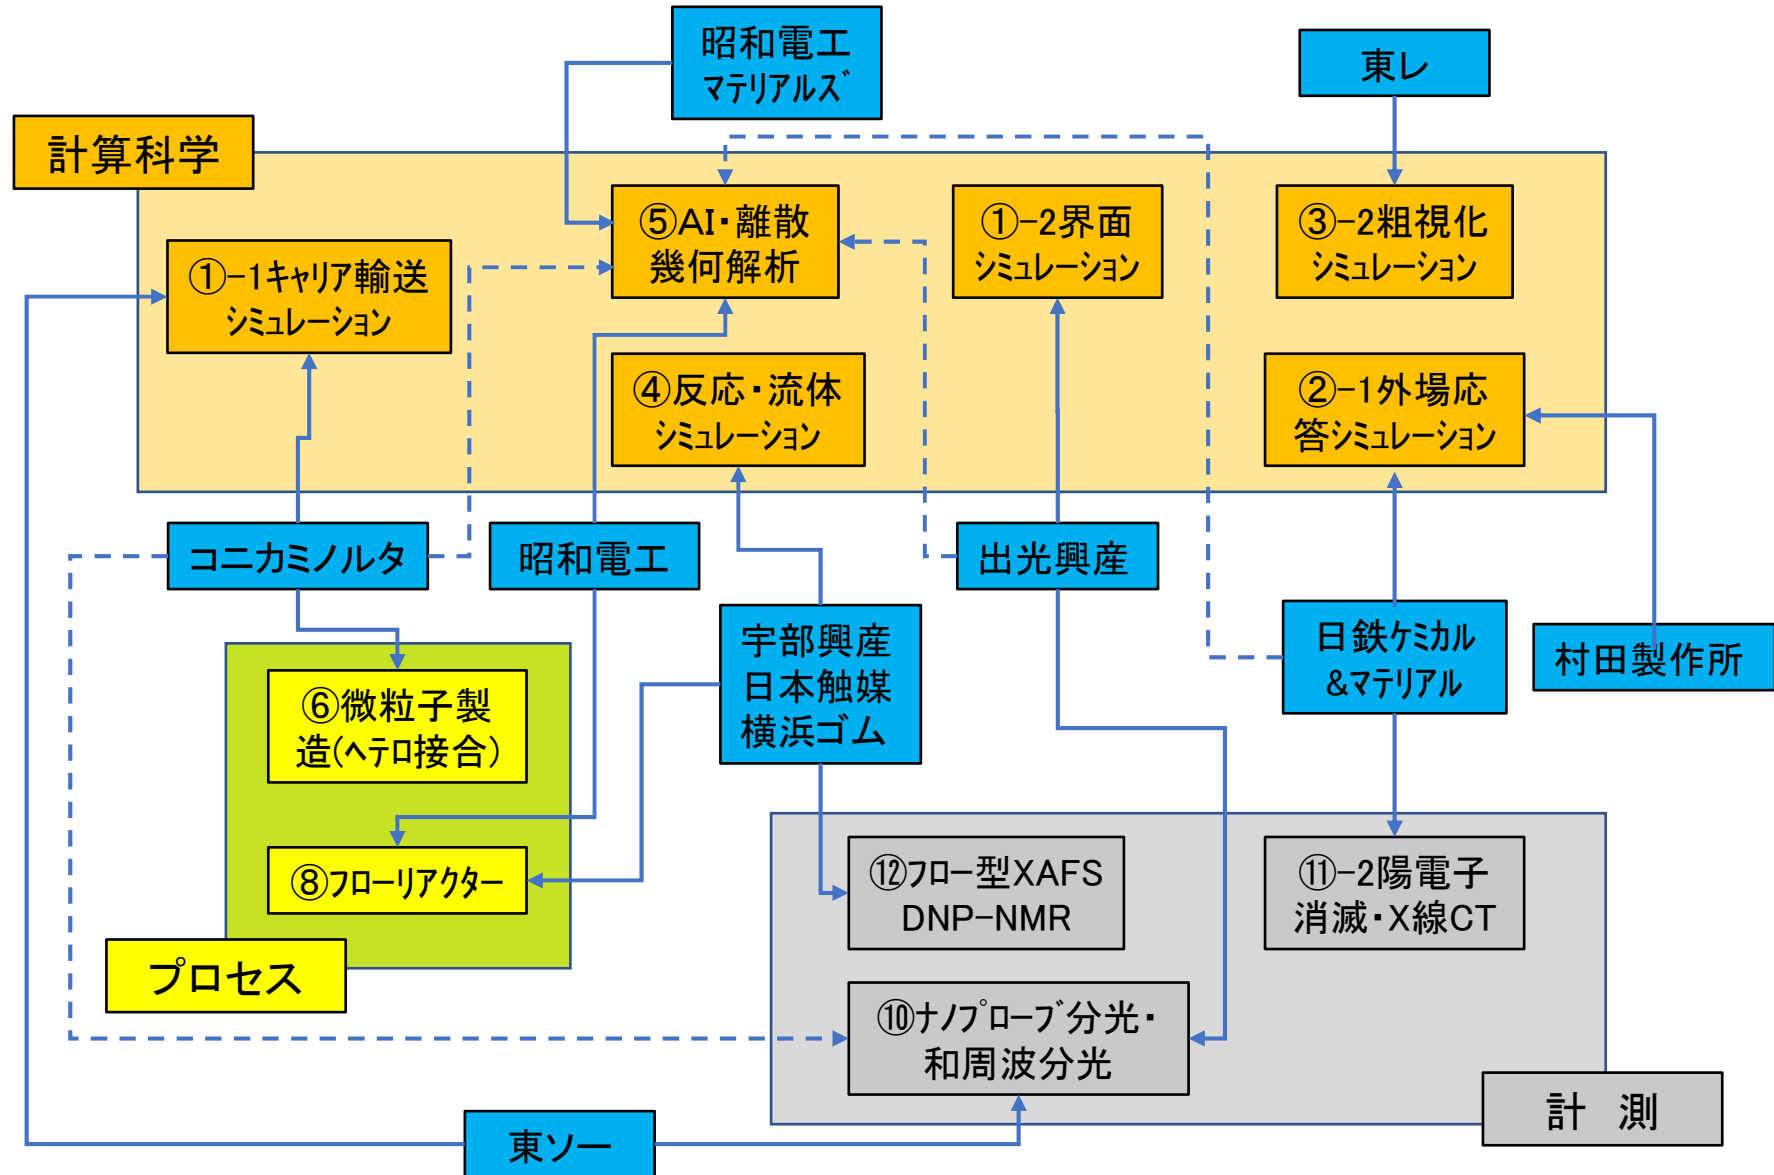 昭和電工
マテリアルズ
東レ
計算科学
⑤AI・離散
幾何解析
①-2界面
シミュレーション
③-2粗視化
シミュレーション
①-1キャリア輸送
シミュレーション
④反応・流体
シミュレーション
②-1外場応
答シミュレーション
コニカミノルタ
昭和電工
出光興産
宇部興産
日本触媒
横浜ゴム
日鉄ケミカル
&マテリアル
村田製作所
⑥微粒子製
造(ヘテロ接合)
⑧フローリアクター
プロセス
⑫フロー型XAFS
DNP-NMR
⑪-2陽電子
消滅・X線CT
⑩ナノプローブ分光・
和周波分光
計 測
東ソー